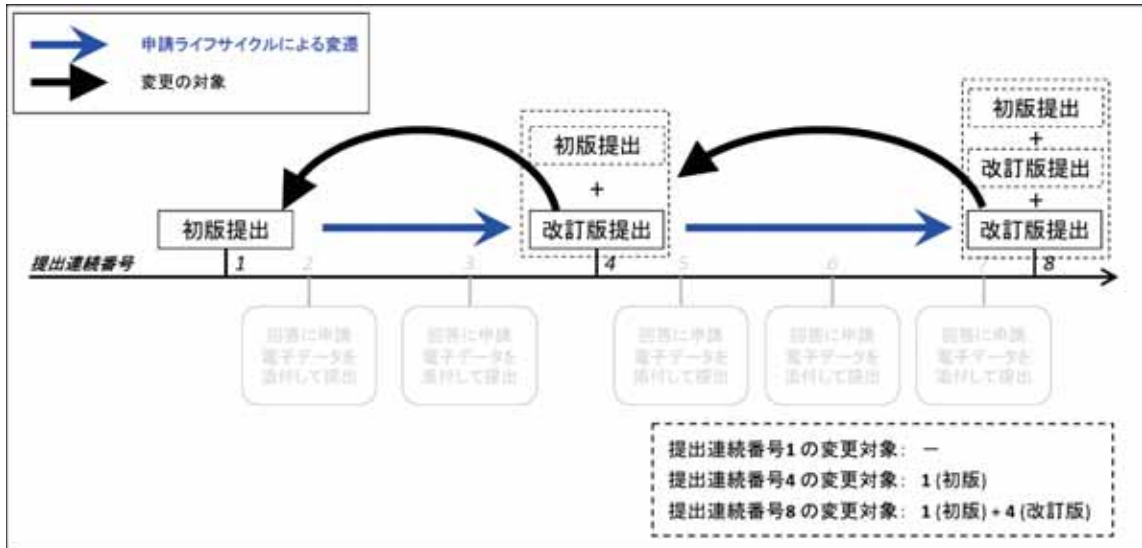 申請ライフサイクルによる変遷
変更の対象
初版提出
初版提出
+
改訂版提出
初版提出
+
改訂版提出
+
改訂版提出
提出連続番号
1
2
3
4
5
6
7
8
回答に申請
電子データを
添付して提出
回答に申請
電子データを
添付して提出
回答に申請
電子データを
添付して提出
回答に申請
電子データを
添付して提出
回答に申請
電子データを
添付して提出
提出連続番号1 の変更対象: －
提出連続番号4 の変更対象: 1 (初版)
提出連続番号8 の変更対象: 1 (初版) + 4 (改訂版)